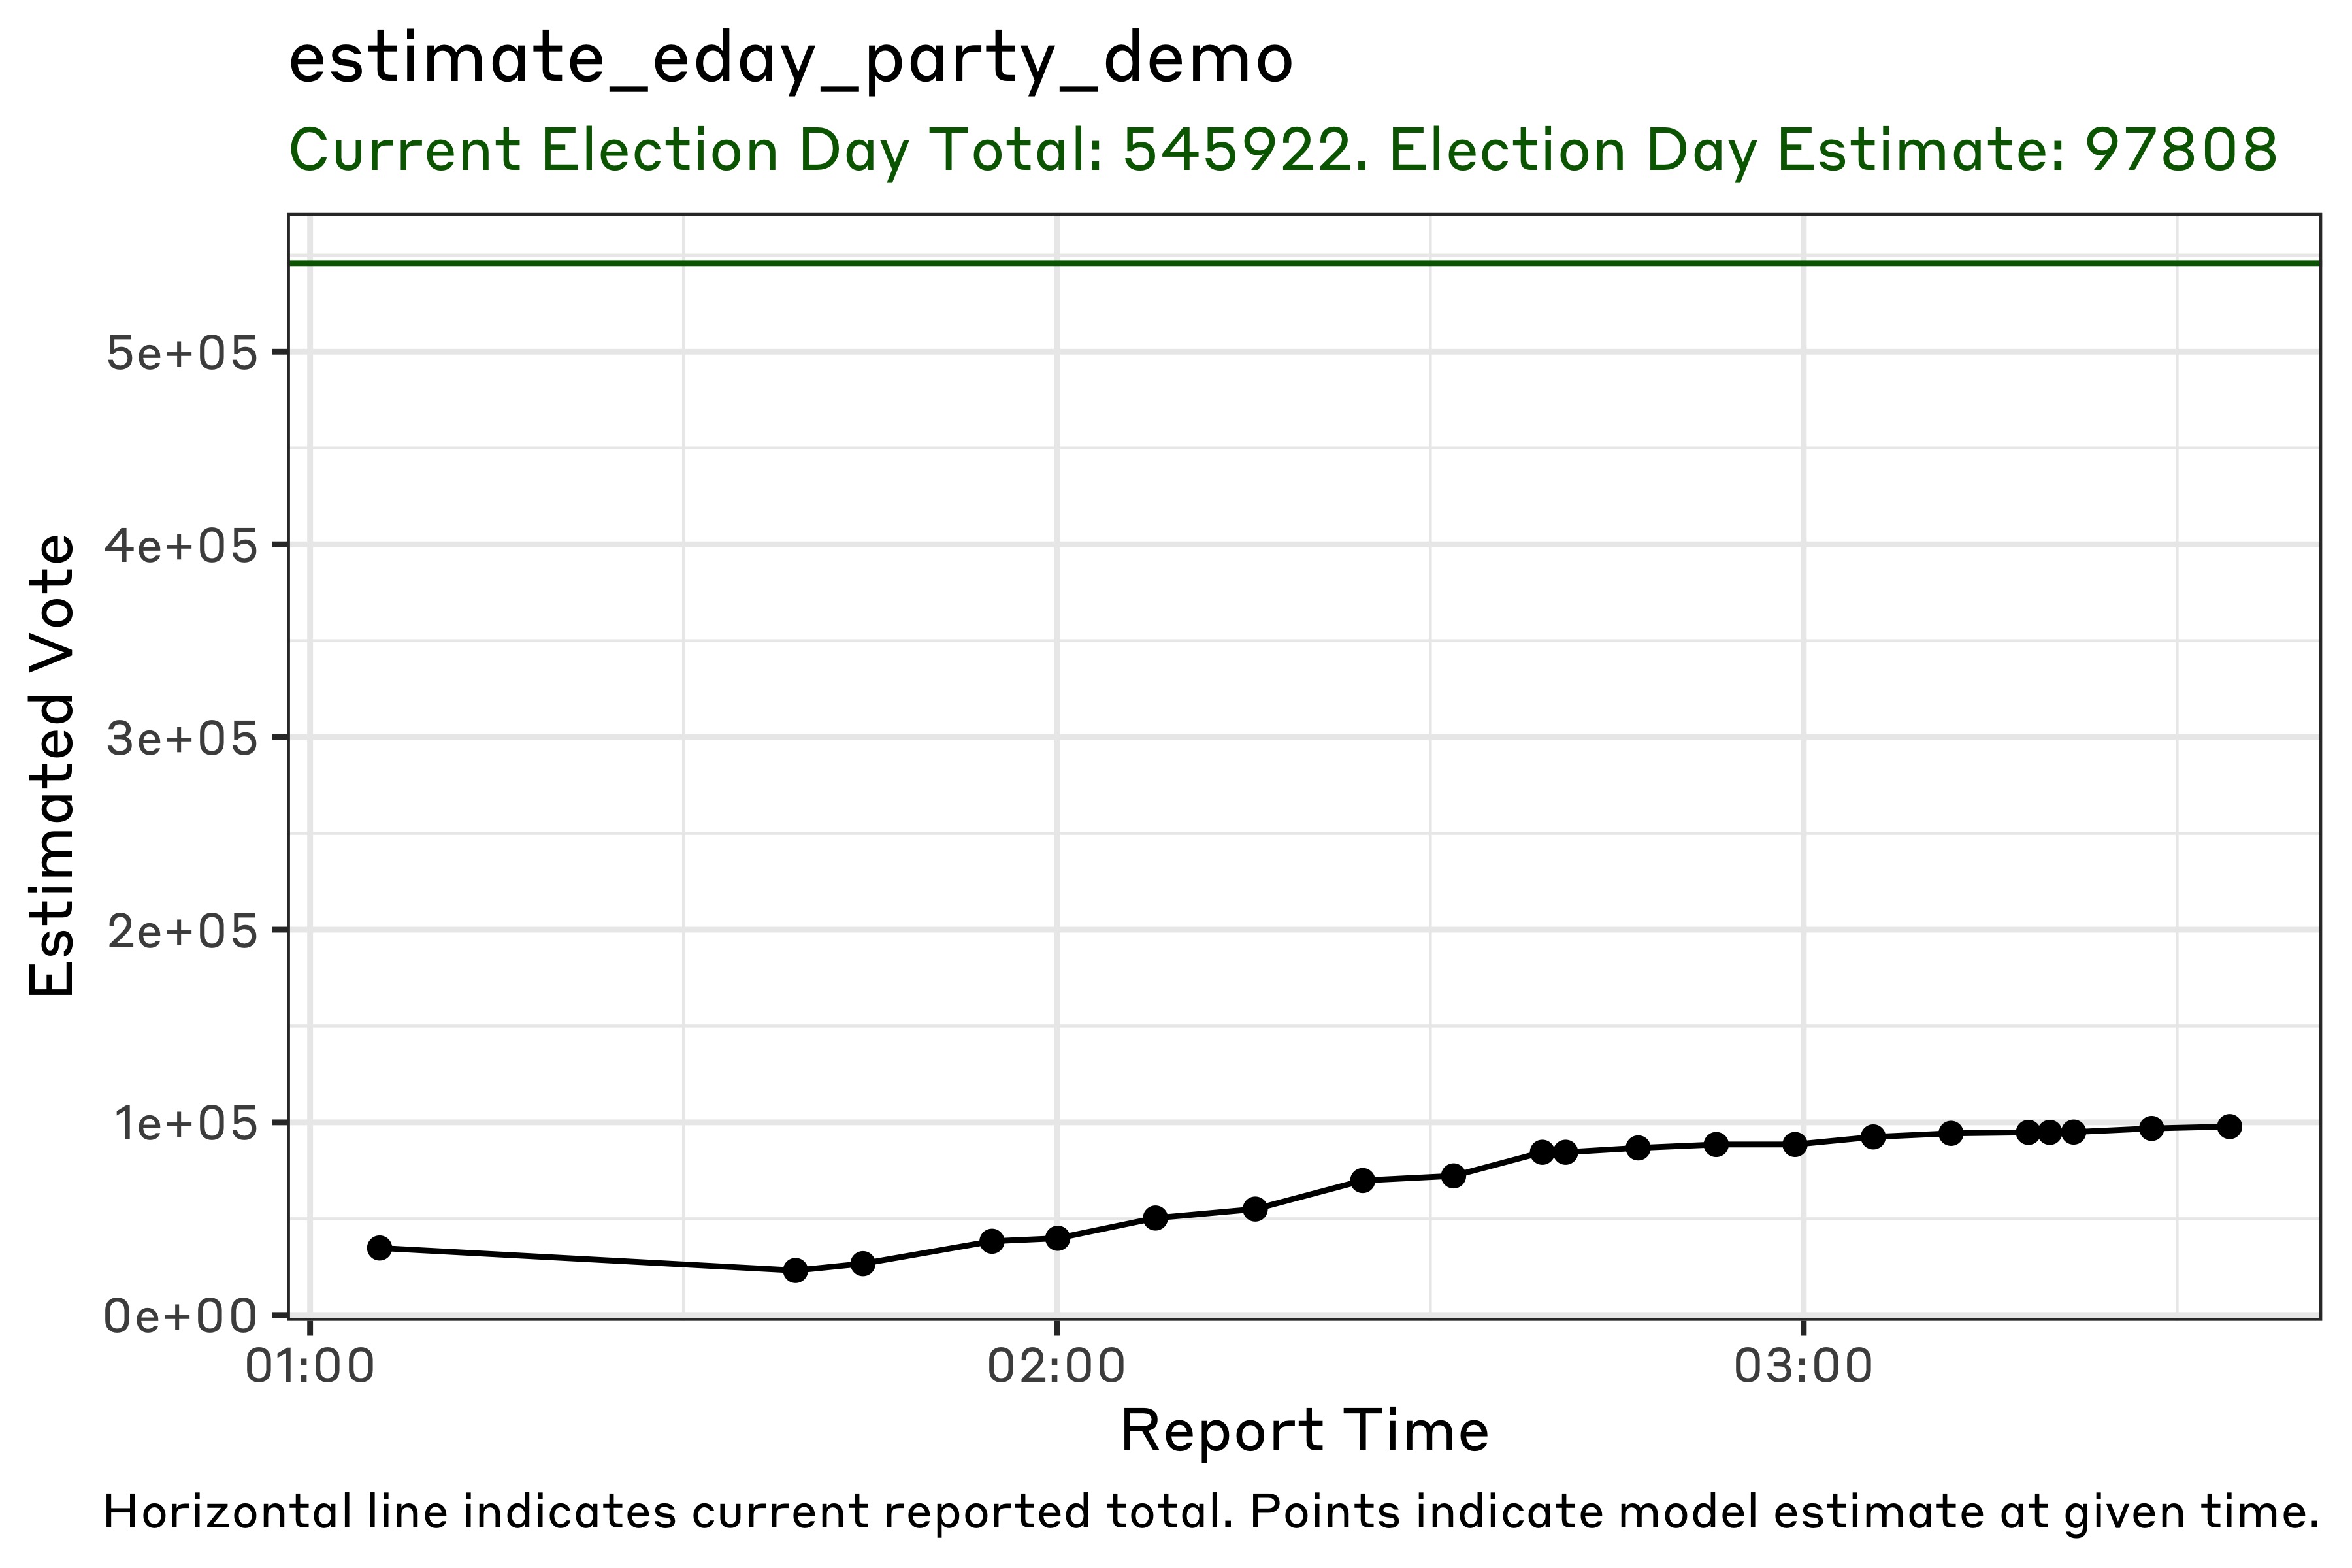 estimate_eday_party_demo
Current Election Day Total: 545922. Election Day Estimate: 97808
Estimated Vote
5e+05
4e+05
3e+05
2e+05
1e+05
0e+00
01:00 02:00 03:00
Report Time
Horizontal line indicates current reported total. Points indicate model estimate at given time.